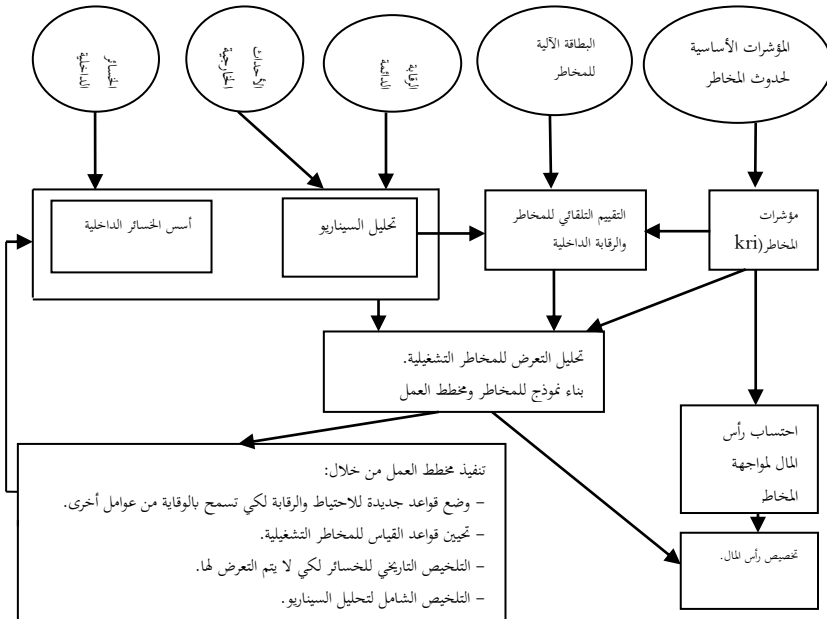 المؤشرات الأساسية
لحدوث المخاطر
البطاقة الآلية
للمخاطر
الرقابة
الدائمة
الأحداث
الخارجية
الخسائر
الداخلية
مؤشرات
المخاطر(kri
التقييم التلقائي للمخاطر
والرقابة الداخلية
تحليل السيناريو
أسس الخسائر الداخلية
تحليل التعرض للمخاطر التشغيلية.
بناء نموذج للمخاطر ومخطط العمل
احتساب رأس
المال لمواجهة
المخاطر
تخصيص رأس المال.
تنفيذ مخطط العمل من خلال:
– وضع قواعد جديدة للاحتياط والرقابة لكي تسمح بالوقاية من عوامل أخرى.
– تحيين قواعد القياس للمخاطر التشغيلية.
– التلخيص التاريخي للخسائر لكي لا يتم التعرض لها.
– التلخيص الشامل لتحليل السيناريو.